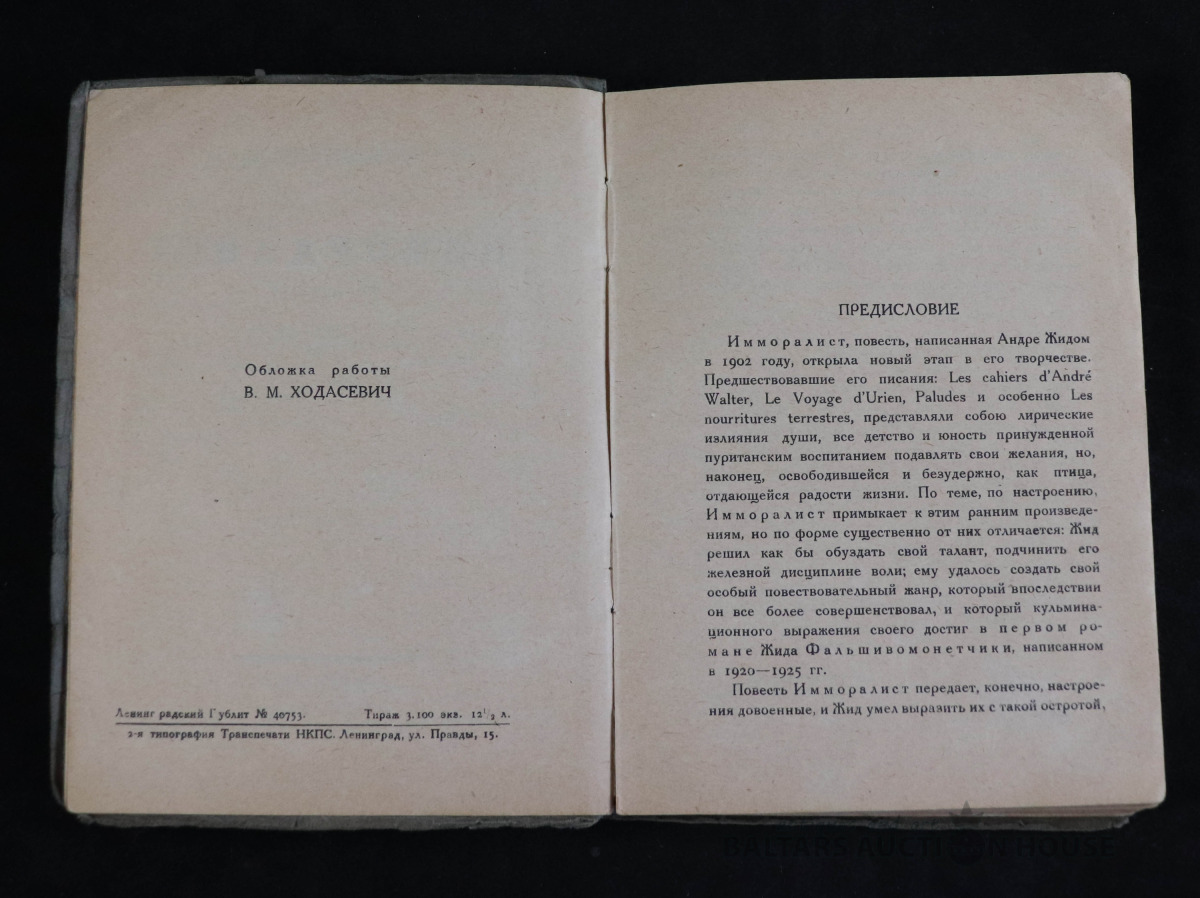 Обложка работы
В. М. ХОДАСЕВИЧ
Ленинградский Гублит № 40753. Тираж 3.100 экз. 12½ л.
2-я типография Транспечати НКПС. Ленинград, ул. Правды, 15.
ПРЕДИСЛОВИЕ
Имморалист, повесть, написанная Андре Жидом
в 1902 году, открыла новый этап в его творчестве.
Предшествовавшие его писания: Les cahiers d'André
Walter, Le Voyage d'Urien, Paludes и особенно Les
nourritures terrestres, представляли собою лирические
излияния души, все детство и юность принужденной
пуританским воспитанием подавлять свои желания, но,
наконец, освободившейся и безудержно, как птица,
отдающейся радости жизни. По теме, по настроению,
Имморалист примыкает к этим ранним произведе-
ниям, но по форме существенно от них отличается: Жид
решил как бы обуздать свой талант, подчинить его
железной дисциплине воли; ему удалось создать свой
особый повествовательный жанр, который впоследствии
он все более совершенствовал, и который кульмина-
ционного выражения своего достиг в первом ро-
мане Жида Фальшивомонетчики, написанном
в 1920—1925 гг.
Повесть Имморалист передает, конечно, настрое-
ния довоенные, и Жид умел выразить их с такой остротой,
BALTARS AUCTION HOUSE